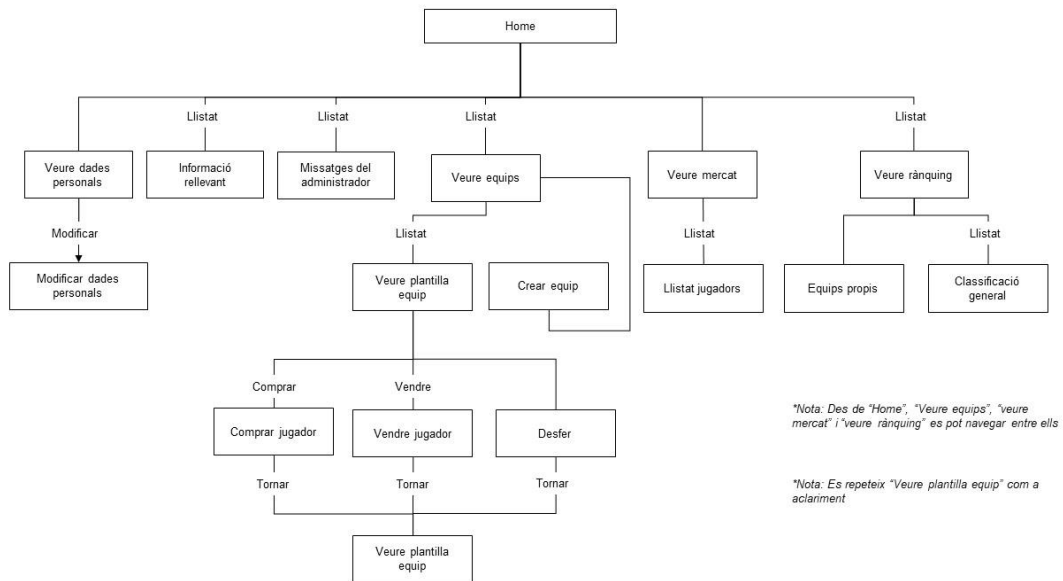 Home
Llistat
Llistat
Llistat
Llistat
Veure dades
personals
Informació
rellevant
Missatges del
administrador
Veure equips
Veure mercat
Veure rànquing
Modificar
Llistat
Llistat
Llistat
Modificar dades
personals
Veure plantilla
equip
Crear equip
Llistat jugadors
Equips propis
Classificació
general
Comprar
Vendre
Comprar jugador
Vendre jugador
Desfer
*Nota: Des de “Home”, “Veure equips”, “veure
mercat” i “veure rànquing” es pot navegar entre ells
Tornar
Tornar
Tornar
*Nota: Es repeteix “Veure plantilla equip” com a
aclariment
Veure plantilla
equip